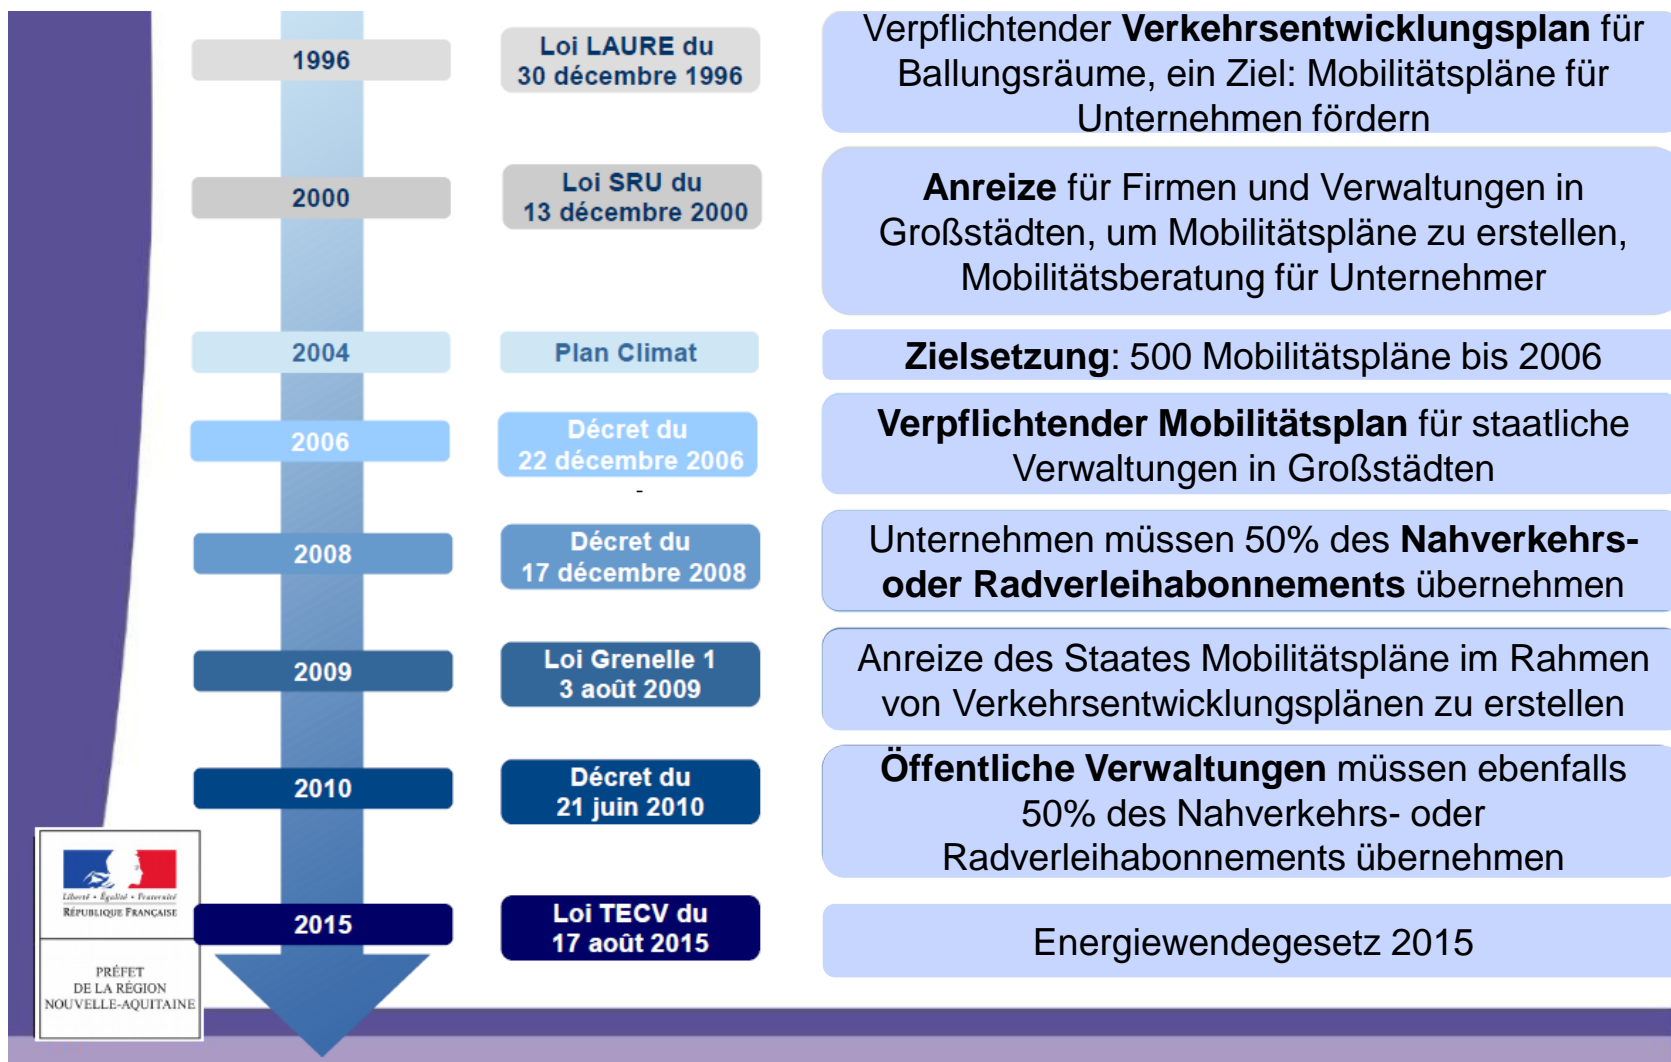 1996
Loi LAURE du
30 décembre 1996
Verpflichtender Verkehrsentwicklungsplan für
Ballungsräume, ein Ziel: Mobilitätspläne für
Unternehmen fördern
2000
Loi SRU du
13 décembre 2000
Anreize für Firmen und Verwaltungen in
Großstädten, um Mobilitätspläne zu erstellen,
Mobilitätsberatung für Unternehmer
2004
Plan Climat
Zielsetzung: 500 Mobilitätspläne bis 2006
2006
Décret du
22 décembre 2006
-
Verpflichtender Mobilitätsplan für staatliche
Verwaltungen in Großstädten
2008
Décret du
17 décembre 2008
Unternehmen müssen 50% des Nahverkehrs-
oder Radverleihabonnements übernehmen
2009
Loi Grenelle 1
3 août 2009
Anreize des Staates Mobilitätspläne im Rahmen
von Verkehrsentwicklungsplänen zu erstellen
2010
Décret du
21 juin 2010
Öffentliche Verwaltungen müssen ebenfalls
50% des Nahverkehrs- oder
Radverleihabonnements übernehmen
2015
Loi TECV du
17 août 2015
Energiewendegesetz 2015
Liberté • Égalité • Fraternité
RÉPUBLIQUE FRANÇAISE
PRÉFET
DE LA RÉGION
NOUVELLE-AQUITAINE